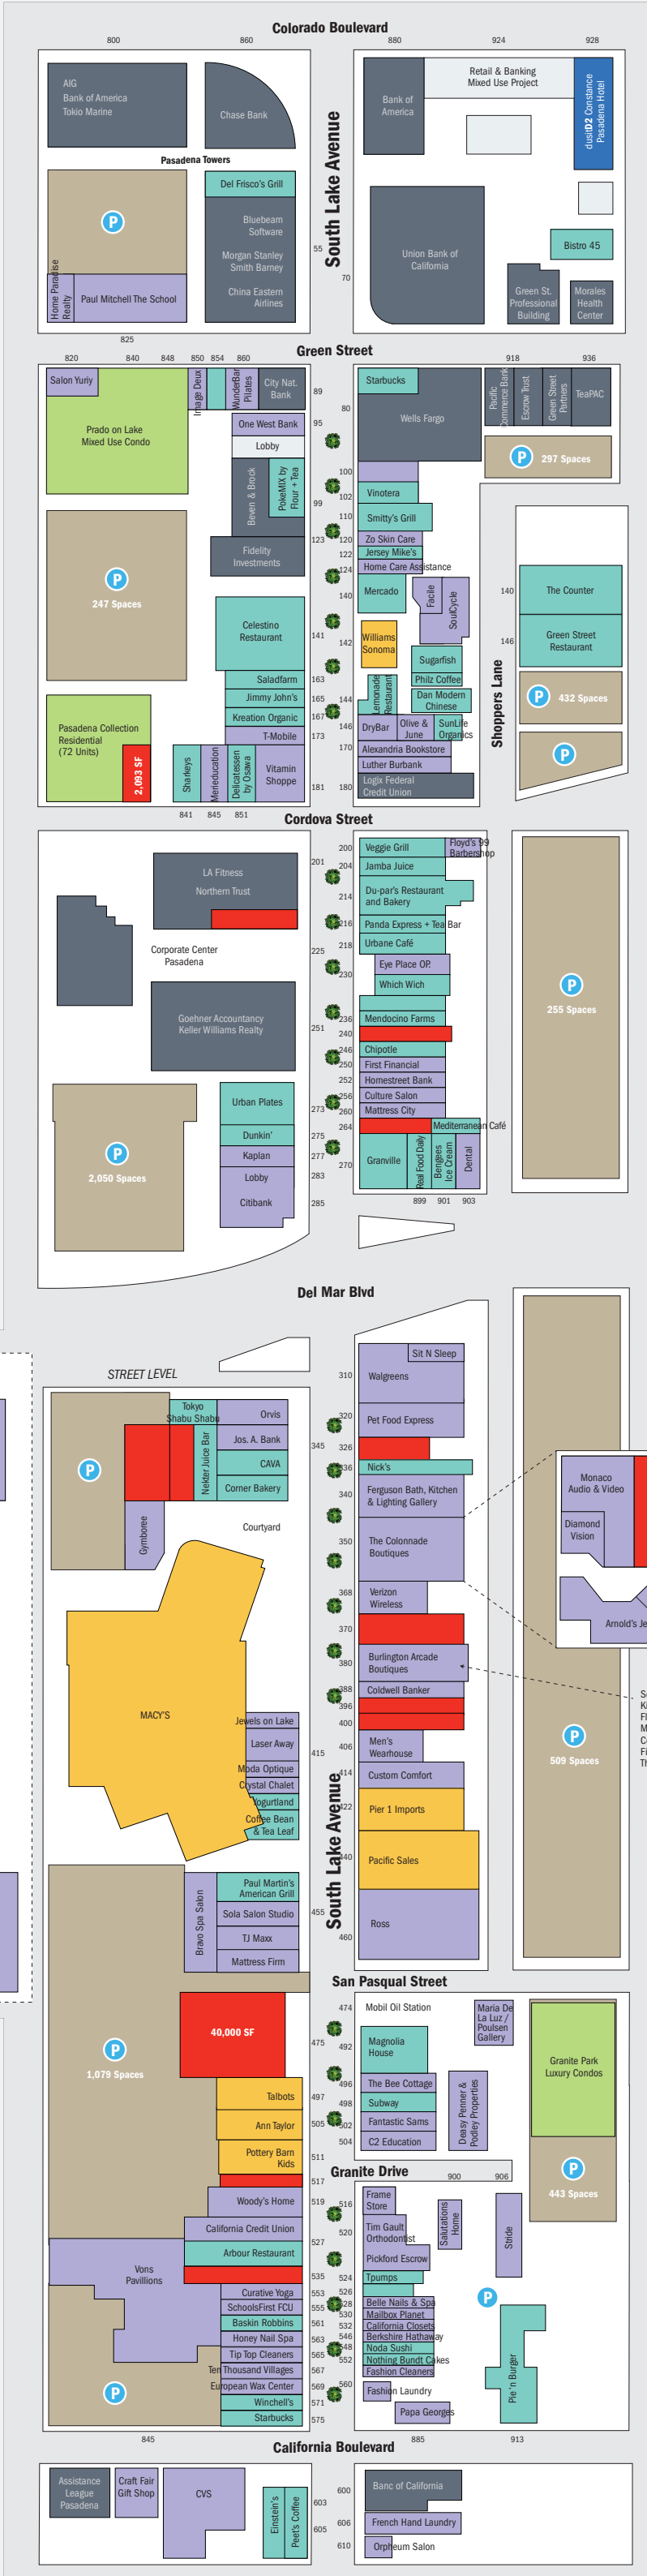 Colorado Boulevard
800
860
880
924
928
AIG
Bank of America
Tokio Marine
Chase Bank
Bank of
America
Retail & Banking
Mixed Use Project
dusitD2 Constance
Pasadena Hotel
Pasadena Towers
South Lake Avenue
Del Frisco's Grill
P
Bluebeam
Software
Morgan Stanley
Smith Barney
China Eastern
Airlines
55
70
Union Bank of
California
Bistro 45
Green St.
Professional
Building
Morales
Health
Center
Home Paradise
Realty
Paul Mitchell The School
825
Green Street
820
840
848
850
854
860
918
936
Salon Yuriy
Image Deux
WunderBar
Pilates
City Nat.
Bank
89
Prado on Lake
Mixed Use Condo
One West Bank
95
Lobby
Beven & Brock
PokeMIX by
Flour + Tea
99
123
Fidelity
Investments
P
247 Spaces
Celestino
Restaurant
141
Saladfarm
163
Jimmy John's
165
Kreation Organic
167
T-Mobile
173
Pasadena Collection
Residential
(72 Units)
2,093 SF
Sharkeys
Merieducation
Delicatessen
by Osawa
Vitamin
Shoppe
181
841
845
851
Starbucks
80
Wells Fargo
Pacific
Commerce Bank
Escrow Trust
Green Street
Partners
TeaPAC
P
297 Spaces
100
102
Vinotera
110
Smitty's Grill
120
Zo Skin Care
122
Jersey Mike's
124
Home Care Assistance
140
Mercado
Facile
SoulCycle
142
Williams
Sonoma
Sugarfish
Philz Coffee
144
Lemonade
Restaurant
Dan Modern
Chinese
146
DryBar
Olive &
June
SunLife
Organics
170
Alexandria Bookstore
Luther Burbank
180
Logix Federal
Credit Union
Shoppers Lane
140
The Counter
146
Green Street
Restaurant
P
432 Spaces
P
Cordova Street
201
LA Fitness
Northern Trust
Corporate Center
Pasadena
225
Goehner Accountancy
Keller Williams Realty
251
Urban Plates
273
Dunkin'
275
Kaplan
277
Lobby
283
Citibank
285
P
2,050 Spaces
200
Veggie Grill
Floyd's 99
Barbershop
204
Jamba Juice
214
Du-par's Restaurant
and Bakery
216
Panda Express + Tea Bar
218
Urbane Café
Eye Place OP.
230
Which Wich
236
Mendocino Farms
240
246
Chipotle
250
First Financial
252
Homestreet Bank
256
Culture Salon
260
Mattress City
264
Mediterranean Café
270
Granville
Real Food Daily
Bengees
Ice Cream
Dental
899
901
903
P
255 Spaces
Del Mar Blvd
STREET LEVEL
P
Tokyo
Shabu Shabu
Orvis
Nekter Juice Bar
Jos. A. Bank
345
CAVA
Corner Bakery
Gymboree
Courtyard
MACY'S
Jewels on Lake
Laser Away
415
Moda Optique
Crystal Chalet
Yogurtland
Coffee Bean
& Tea Leaf
Sit N Sleep
310
Walgreens
320
Pet Food Express
326
336
Nick's
340
Ferguson Bath, Kitchen
& Lighting Gallery
350
The Colonnade
Boutiques
368
Verizon
Wireless
370
380
Burlington Arcade
Boutiques
388
Coldwell Banker
396
400
406
Men's
Wearhouse
414
Custom Comfort
422
Pier 1 Imports
440
Pacific Sales
460
Ross
South Lake Avenue
Monaco
Audio & Video
Diamond
Vision
Arnold's Je
P
509 Spaces
S
Ki
Fl
M
C
Fi
Th
Bravo Spa Salon
Paul Martin's
American Grill
Sola Salon Studio
455
TJ Maxx
Mattress Firm
San Pasqual Street
40,000 SF
475
P
1,079 Spaces
Talbots
497
Ann Taylor
505
Pottery Barn
Kids
511
517
Woody's Home
519
California Credit Union
527
Arbour Restaurant
535
Vons
Pavillions
Curative Yoga
553
SchoolsFirst FCU
555
Baskin Robbins
561
Honey Nail Spa
563
Tip Top Cleaners
565
Ten Thousand Villages
567
European Wax Center
569
Winchell's
571
Starbucks
575
P
845
474
Mobil Oil Station
Maria De
La Luz /
Poulsen
Gallery
492
Magnolia
House
496
The Bee Cottage
498
Subway
502
Fantastic Sams
504
C2 Education
Deasy Penner &
Podley Properties
Granite Park
Luxury Condos
P
443 Spaces
Granite Drive
900
906
516
Frame
Store
Salutations
Home
Stride
520
Tim Gault
Orthodontist
Pickford Escrow
524
Tpumps
526
528
Belle Nails & Spa
530
Mailbox Planet
532
California Closets
546
Berkshire Hathaway
548
Noda Sushi
552
Nothing Bundt Cakes
Fashion Cleaners
560
Fashion Laundry
Papa Georges
P
Pie 'n Burger
885
913
California Boulevard
Assistance
League
Pasadena
Craft Fair
Gift Shop
CVS
Einstein's
Peet's Coffee
603
605
600
Banc of California
606
French Hand Laundry
610
Orpheum Salon